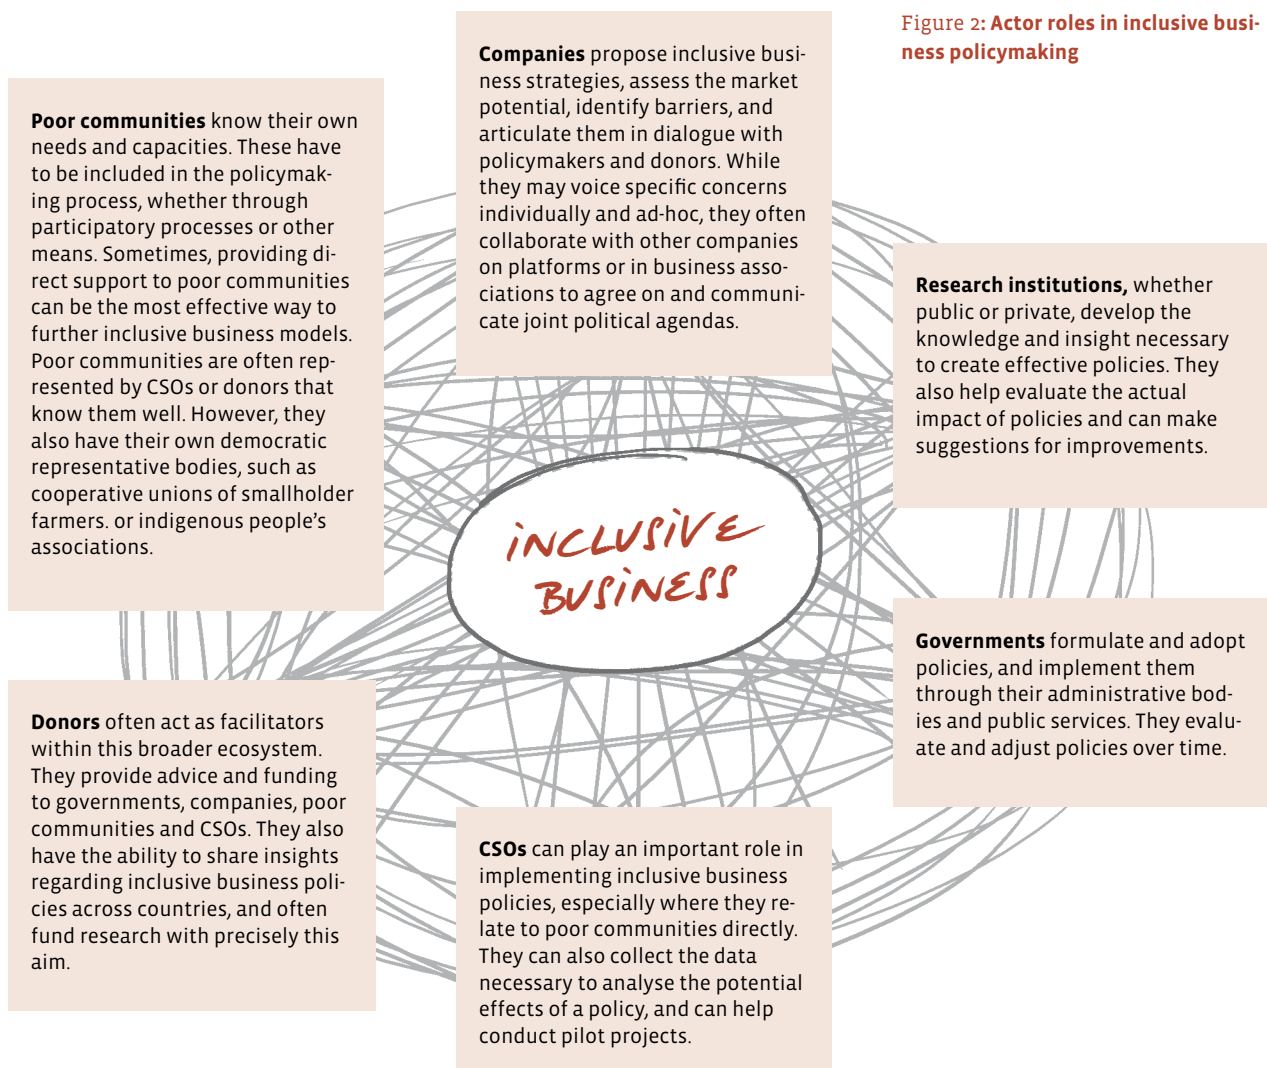 Figure 2: Actor roles in inclusive busi-
ness policymaking
Companies propose inclusive busi-
ness strategies, assess the market
potential, identify barriers, and
articulate them in dialogue with
policymakers and donors. While
they may voice specific concerns
individually and ad-hoc, they often
collaborate with other companies
on platforms or in business asso-
ciations to agree on and communi-
cate joint political agendas.
Poor communities know their own
needs and capacities. These have
to be included in the policymak-
ing process, whether through
participatory processes or other
means. Sometimes, providing di-
rect support to poor communities
can be the most effective way to
further inclusive business models.
Poor communities are often rep-
resented by CSOs or donors that
know them well. However, they
also have their own democratic
representative bodies, such as
cooperative unions of smallholder
farmers. or indigenous people’s
associations.
Research institutions, whether
public or private, develop the
knowledge and insight necessary
to create effective policies. They
also help evaluate the actual
impact of policies and can make
suggestions for improvements.
INCLUSIVE
BUSINESS
Governments formulate and adopt
policies, and implement them
through their administrative bod-
ies and public services. They evalu-
ate and adjust policies over time.
Donors often act as facilitators
within this broader ecosystem.
They provide advice and funding
to governments, companies, poor
communities and CSOs. They also
have the ability to share insights
regarding inclusive business poli-
cies across countries, and often
fund research with precisely this
aim.
CSOs can play an important role in
implementing inclusive business
policies, especially where they re-
late to poor communities directly.
They can also collect the data
necessary to analyse the potential
effects of a policy, and can help
conduct pilot projects.